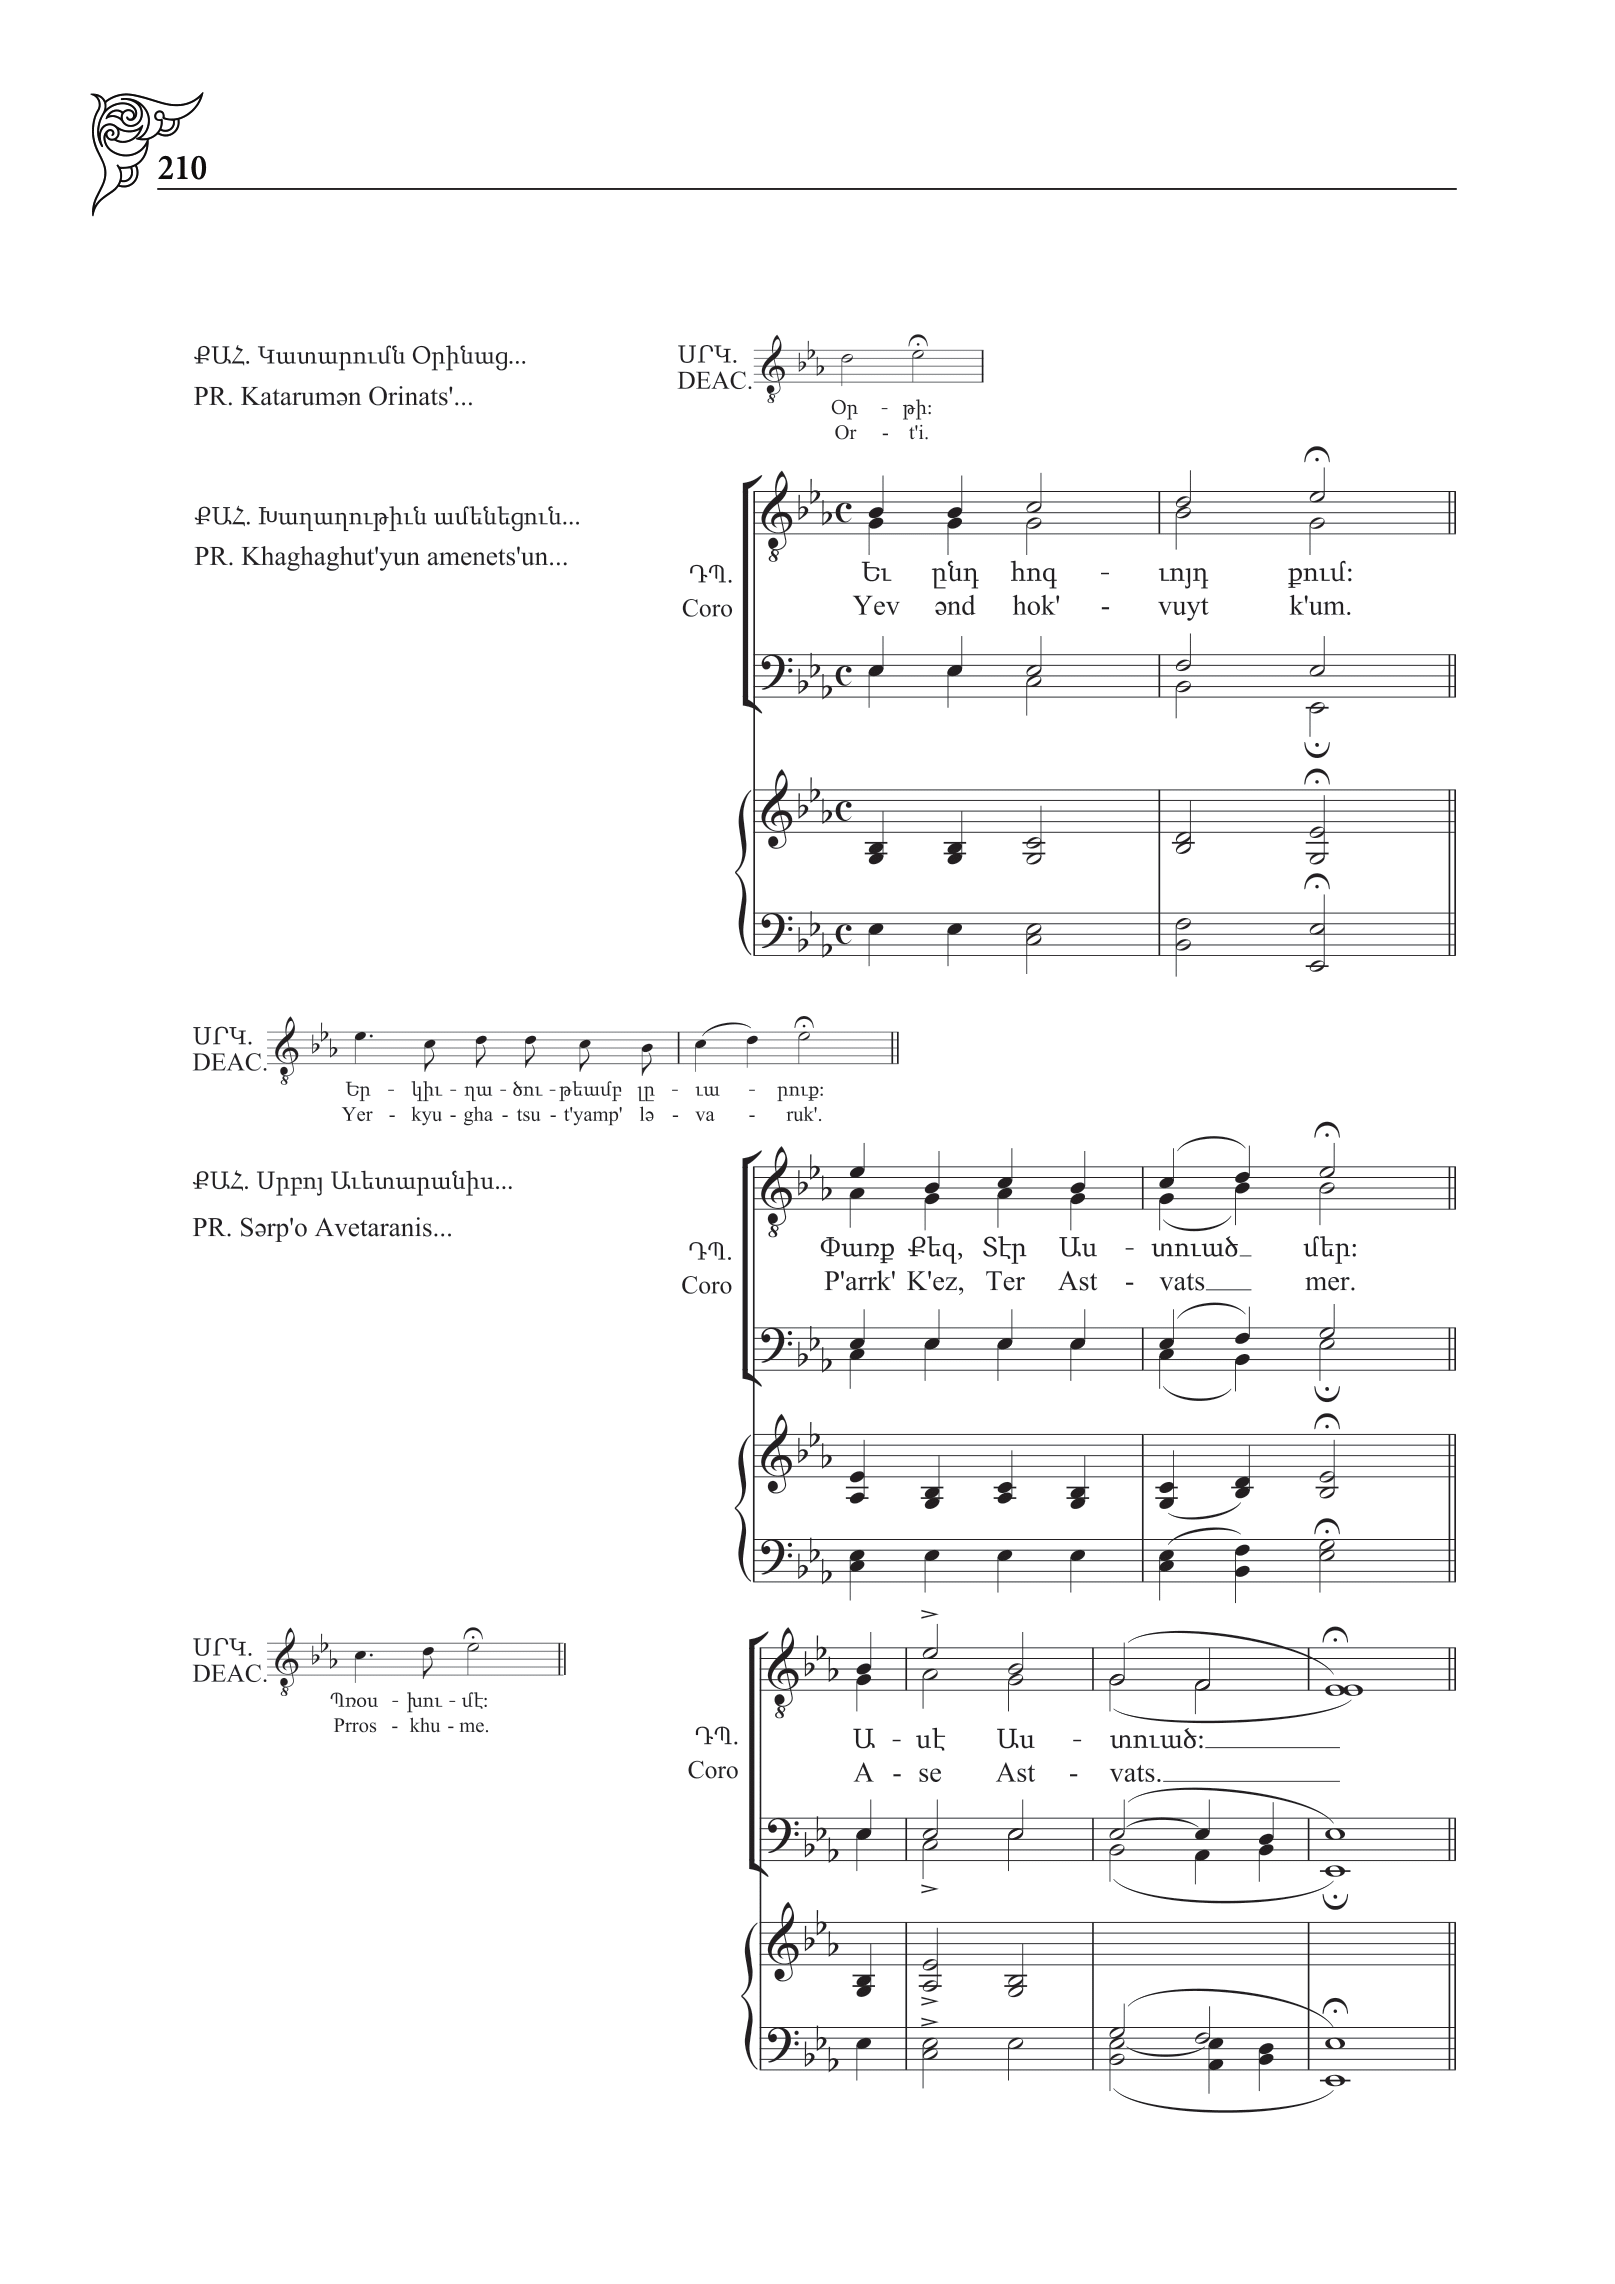 210
ՔԱՀ. Կատարումն Օրինաց...
PR. Katarumən Orinats'...
ՍՐԿ.
DEAC.
Օր - թի:
Or - t'i.
ՔԱՀ. Խաղաղութիւն ամենեցուն...
PR. Khaghaghut'yun amenets'un...
ԴՊ. Եւ ընդ հոգ - ւոյդ քում:
Coro Yev ənd hok' - vuyt k'um.
ՍՐԿ.
DEAC.
Եր - կիւ - ղա - ծու - թեամբ լը - ւա - րուք:
Yer - kyu - gha - tsu - t'yamp' lə - va - ruk'.
ՔԱՀ. Սրբոյ Աւետարանիս...
PR. Sərp'o Avetaranis...
ԴՊ. Փառք Քեզ, Տէր Աս - տուած մեր:
Coro P'arrk' K'ez, Ter Ast - vats mer.
ՍՐԿ.
DEAC.
Պռոս - խու - մէ:
Prros - khu - me.
ԴՊ. Ա - սէ Աս - տուած:
Coro A - se Ast - vats.